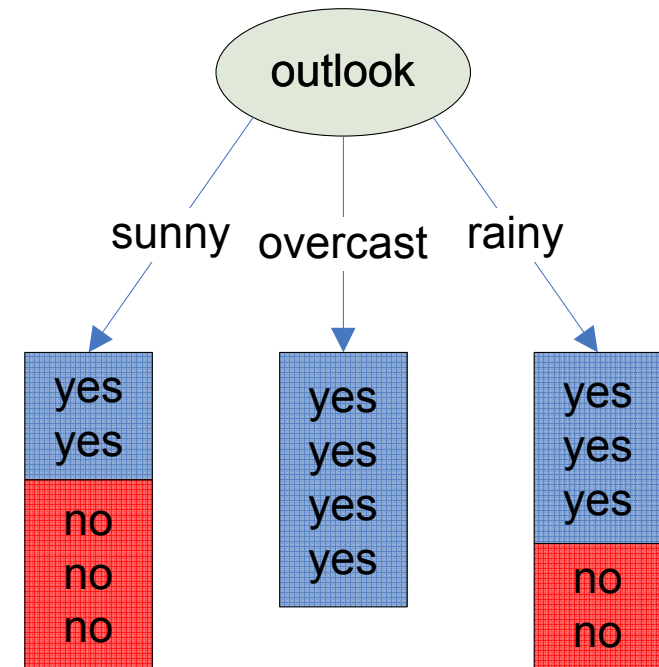 outlook
sunny
overcast
rainy
yes
yes
no
no
no
yes
yes
yes
yes
yes
yes
yes
no
no